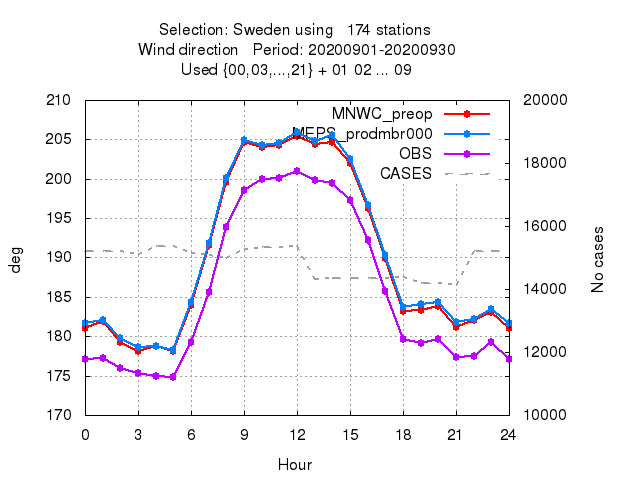 Selection: Sweden using 174 stations
Wind direction Period: 20200901-20200930
Used {00,03,...,21} + 01 02 ... 09
210 20000
MNWC_preop
MEPS_prodmbr000
205
OBS
18000
CASES
200
195
16000
190
deg
No cases
14000
185
180
12000
175
170 10000
0 3 6 9 12 15 18 21 24
Hour